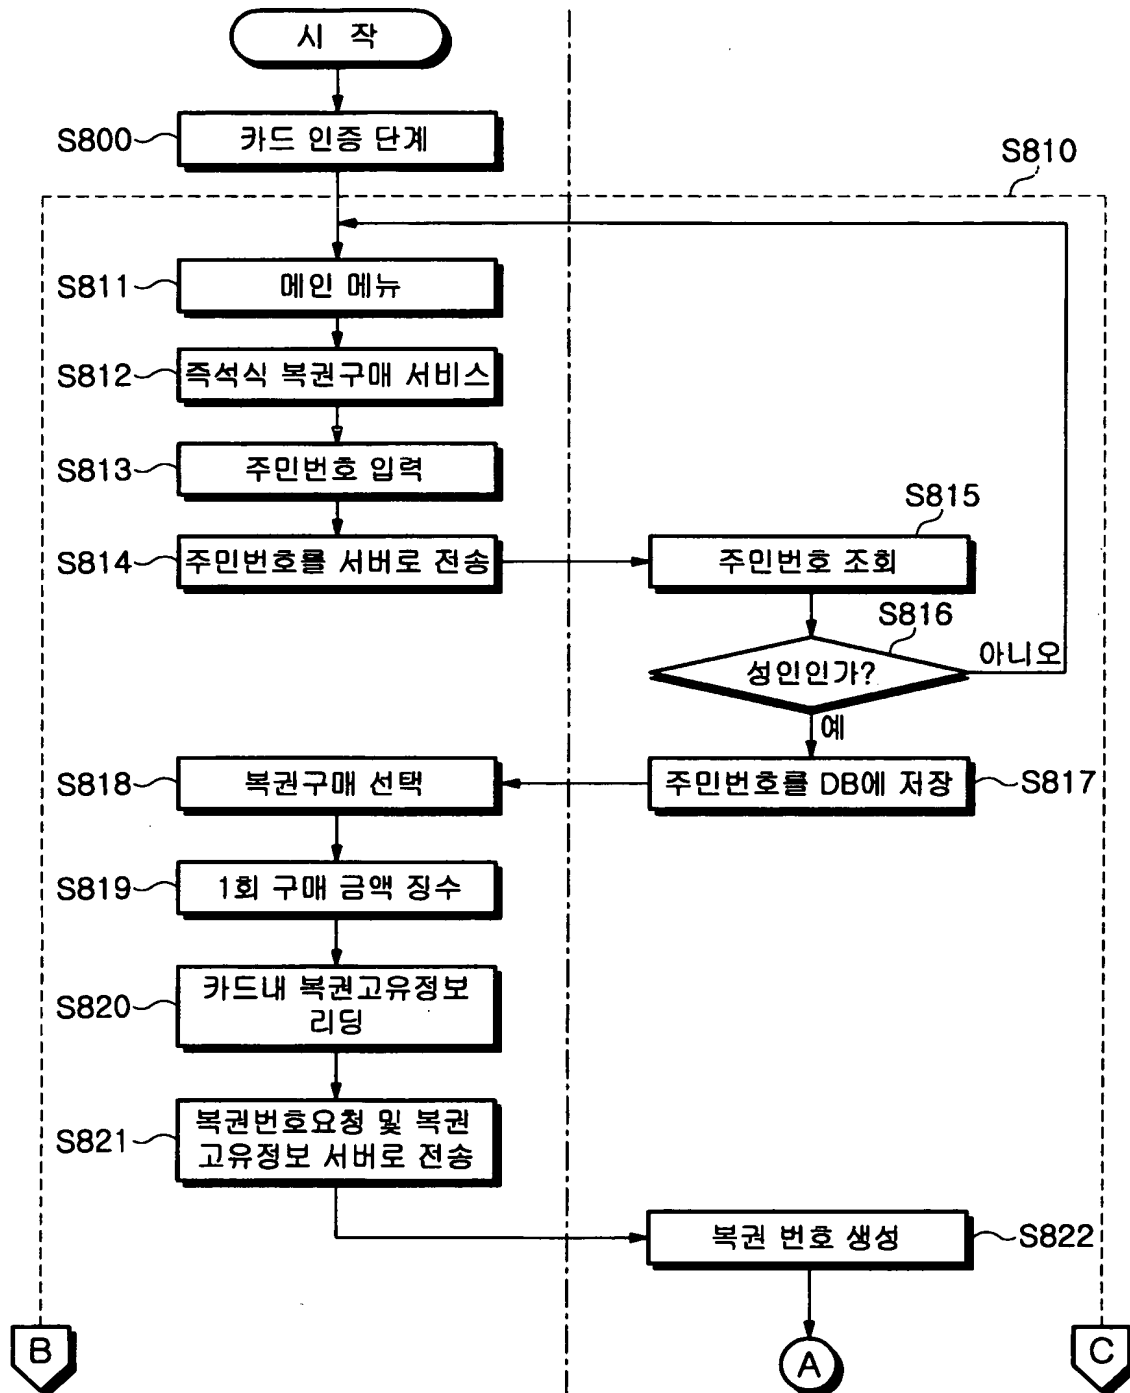 시 작
S800
카드 인증 단계
S810
S811
메인 메뉴
S812
즉석식 복권구매 서비스
S813
주민번호 입력
S814
주민번호를 서버로 전송
S815
주민번호 조회
S816
성인인가?
아니오
예
S818
복권구매 선택
주민번호를 DB에 저장
S817
S819
1회 구매 금액 징수
S820
카드내 복권고유정보
리딩
S821
복권번호요청 및 복권
고유정보 서버로 전송
복권 번호 생성
S822
B
A
C